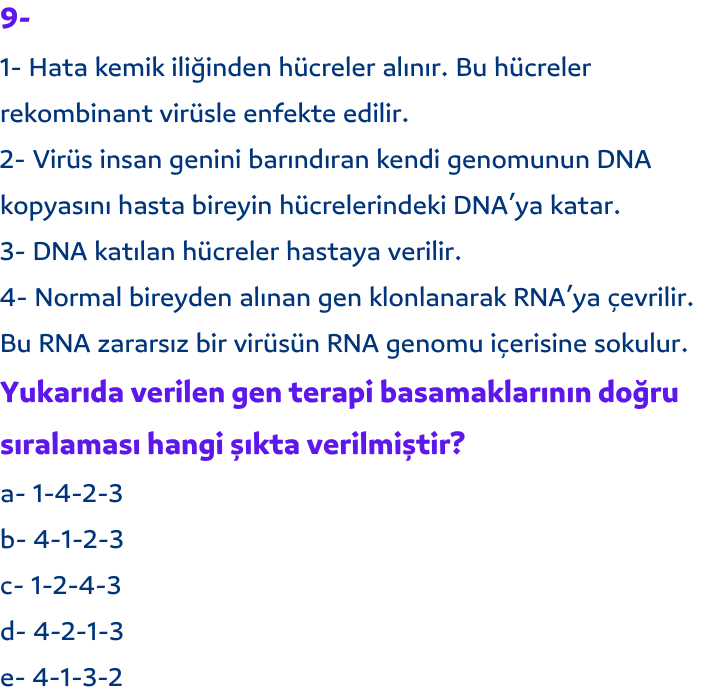 9-
1- Hata kemik iliğinden hücreler alınır. Bu hücreler
rekombinant virüsle enfekte edilir.
2- Virüs insan genini barındıran kendi genomunun DNA
kopyasını hasta bireyin hücrelerindeki DNA’ya katar.
3- DNA katılan hücreler hastaya verilir.
4- Normal bireyden alınan gen klonlanarak RNA’ya çevrilir.
Bu RNA zararsız bir virüsün RNA genomu içerisine sokulur.
Yukarıda verilen gen terapi basamaklarının doğru
sıralaması hangi şıkta verilmiştir?
a- 1-4-2-3
b- 4-1-2-3
c- 1-2-4-3
d- 4-2-1-3
e- 4-1-3-2